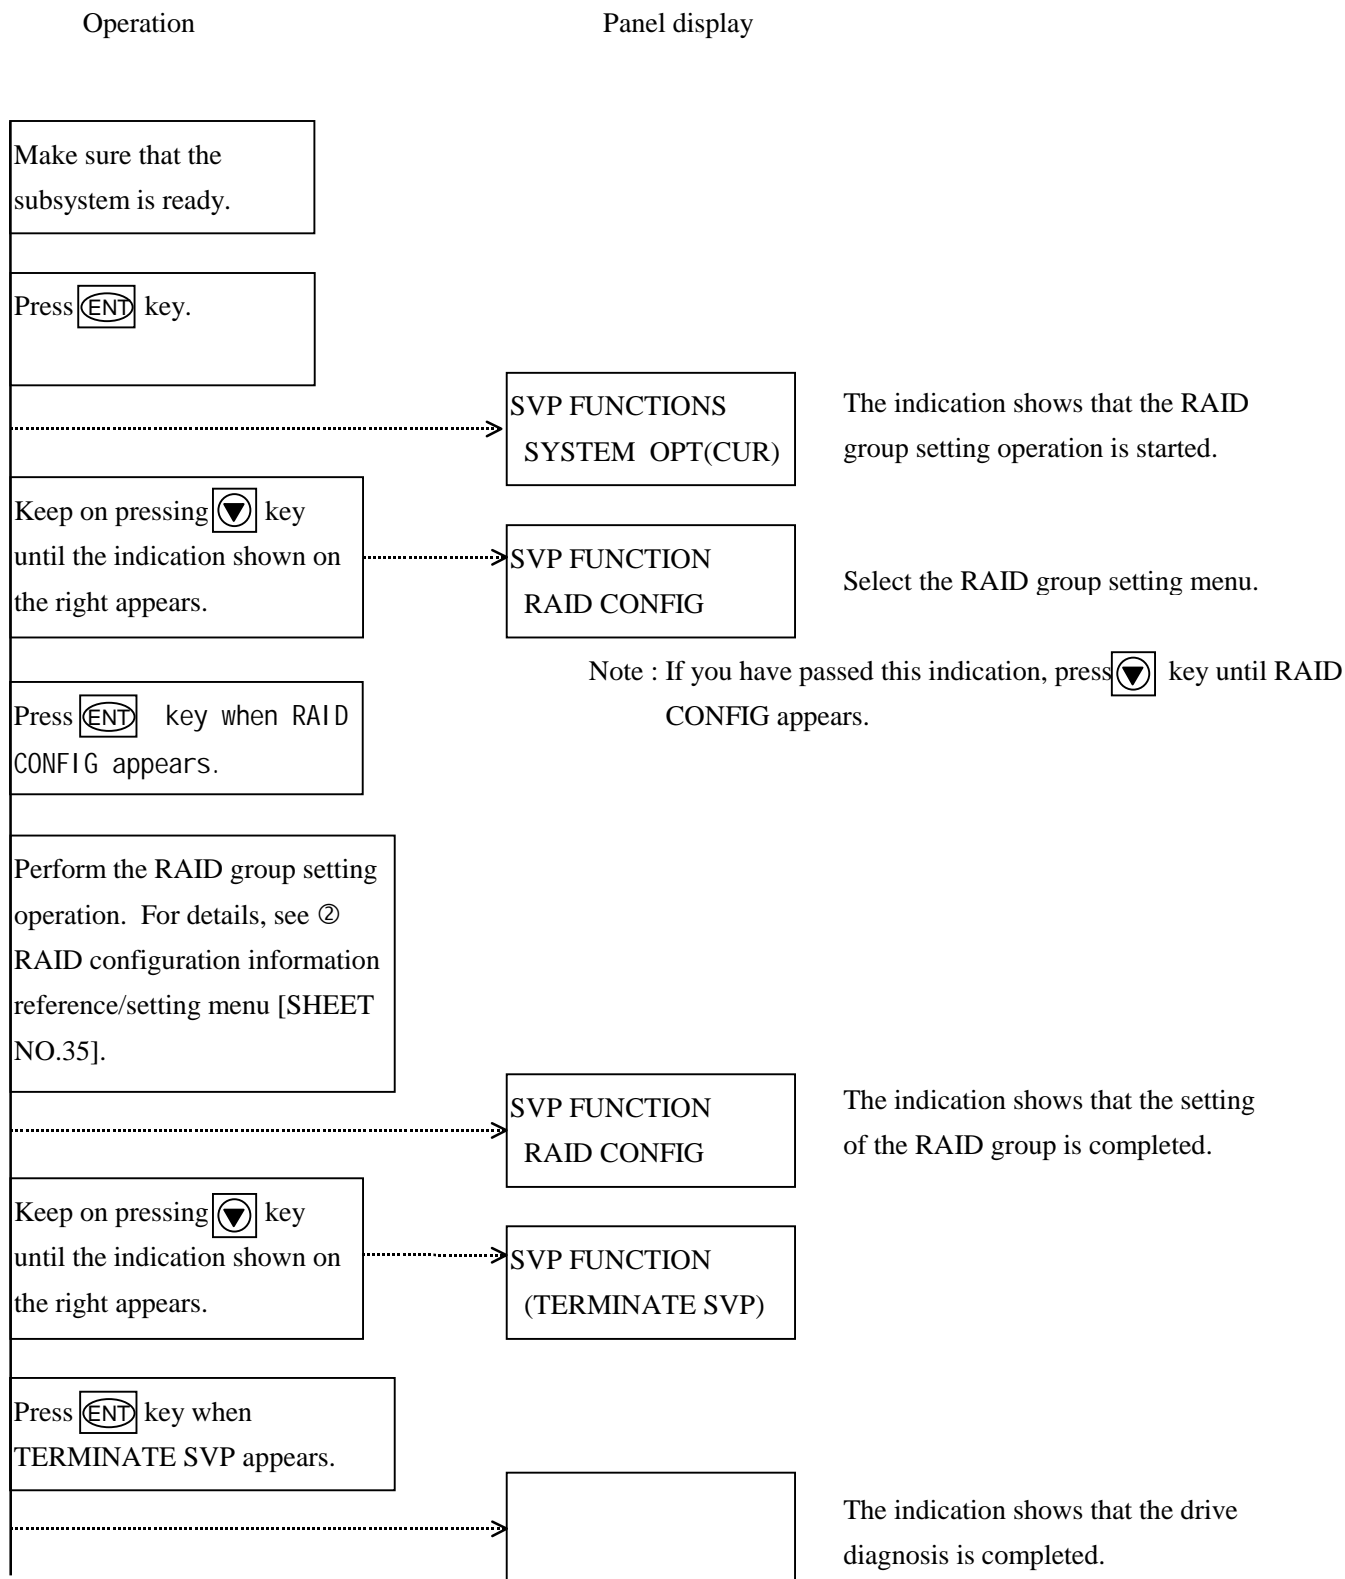 Operation
Panel display
Make sure that the
subsystem is ready.
Press ENT key.
SVP FUNCTIONS
SYSTEM OPT(CUR)
The indication shows that the RAID
group setting operation is started.
Keep on pressing ▼ key
until the indication shown on
the right appears.
SVP FUNCTION
RAID CONFIG
Select the RAID group setting menu.
Note : If you have passed this indication, press ▼ key until RAID
CONFIG appears.
Press ENT key when RAID
CONFIG appears.
Perform the RAID group setting
operation. For details, see ②
RAID configuration information
reference/setting menu [SHEET
NO.35].
SVP FUNCTION
RAID CONFIG
The indication shows that the setting
of the RAID group is completed.
Keep on pressing ▼ key
until the indication shown on
the right appears.
SVP FUNCTION
(TERMINATE SVP)
Press ENT key when
TERMINATE SVP appears.
The indication shows that the drive
diagnosis is completed.